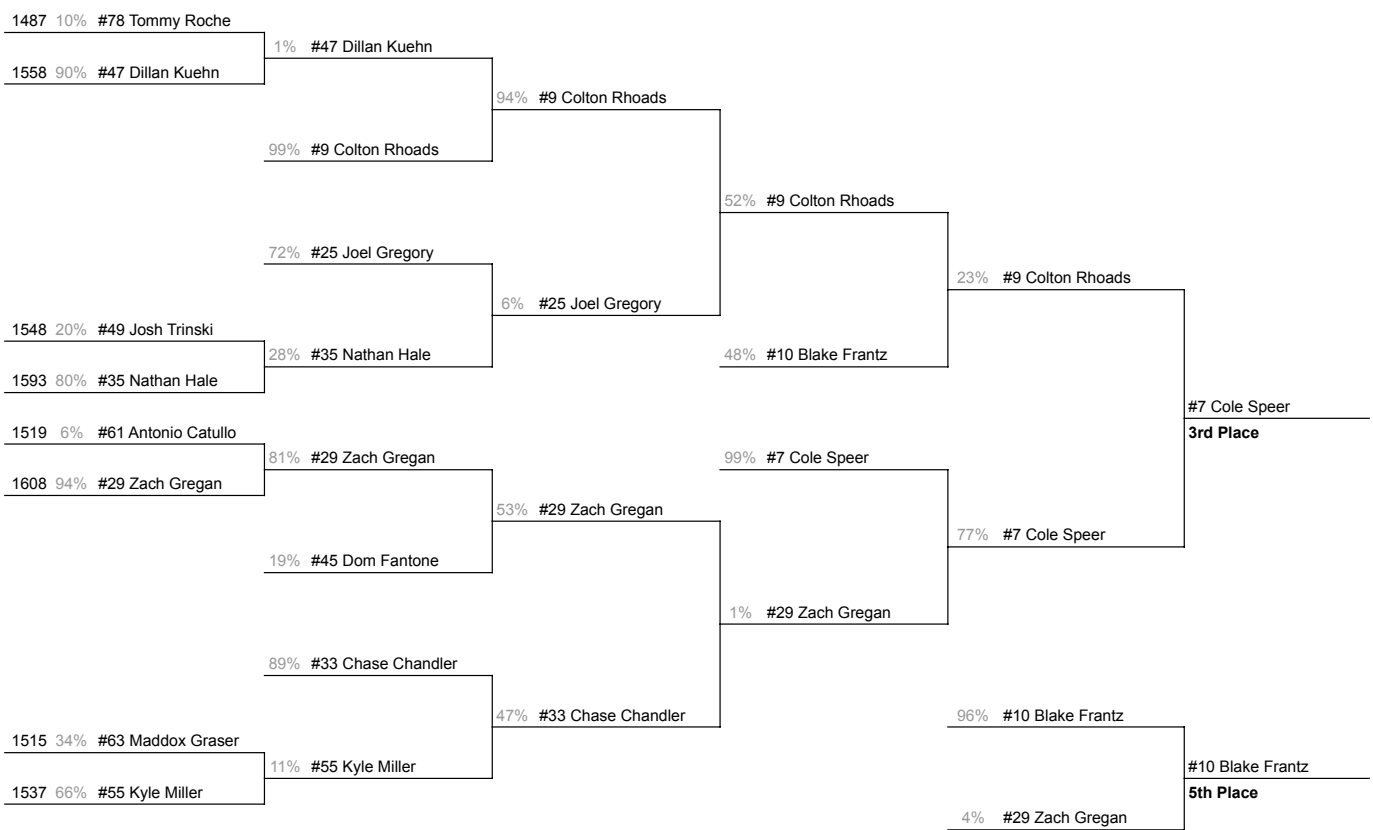 1487 10% #78 Tommy Roche
1% #47 Dillan Kuehn
1558 90% #47 Dillan Kuehn
94% #9 Colton Rhoads
99% #9 Colton Rhoads
52% #9 Colton Rhoads
72% #25 Joel Gregory
23% #9 Colton Rhoads
6% #25 Joel Gregory
1548 20% #49 Josh Trinski
28% #35 Nathan Hale
48% #10 Blake Frantz
1593 80% #35 Nathan Hale
#7 Cole Speer
3rd Place
1519 6% #61 Antonio Catullo
81% #29 Zach Gregan
99% #7 Cole Speer
1608 94% #29 Zach Gregan
53% #29 Zach Gregan
77% #7 Cole Speer
19% #45 Dom Fantone
1% #29 Zach Gregan
89% #33 Chase Chandler
47% #33 Chase Chandler
96% #10 Blake Frantz
1515 34% #63 Maddox Graser
11% #55 Kyle Miller
#10 Blake Frantz
5th Place
1537 66% #55 Kyle Miller
4% #29 Zach Gregan